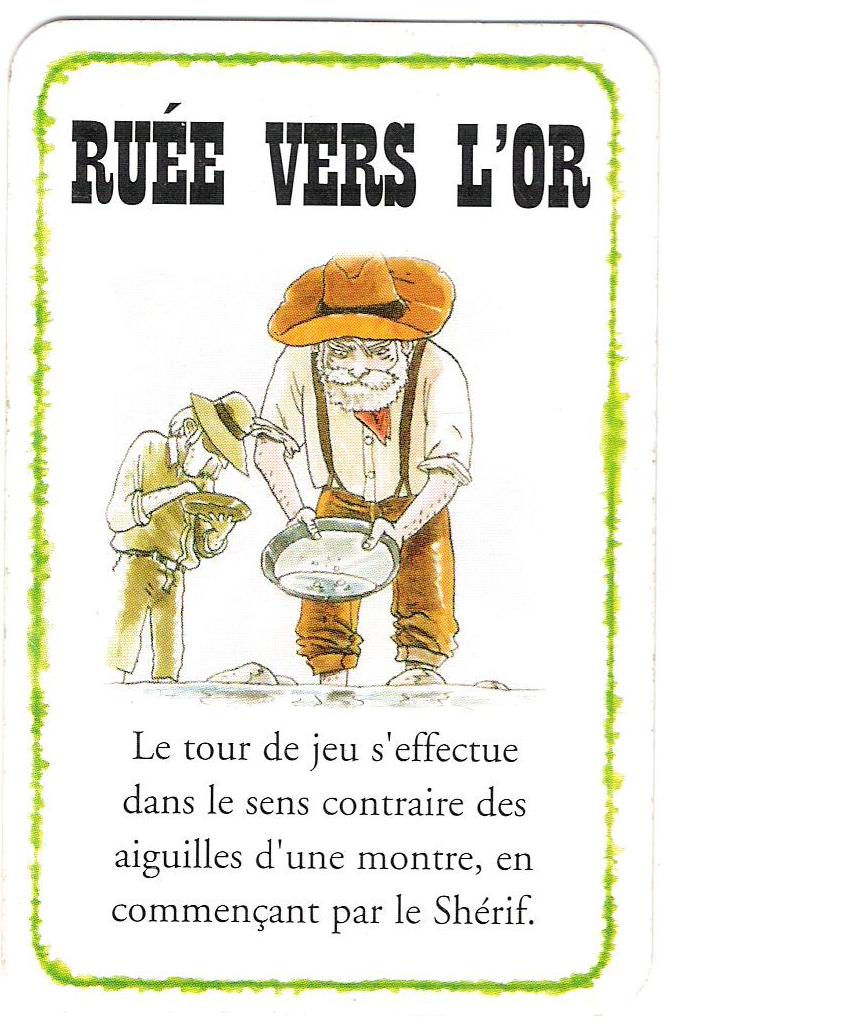 RUÉE VERS L'OR
Le tour de jeu s'effectue
dans le sens contraire des
aiguilles d'une montre, en
commençant par le Shérif.